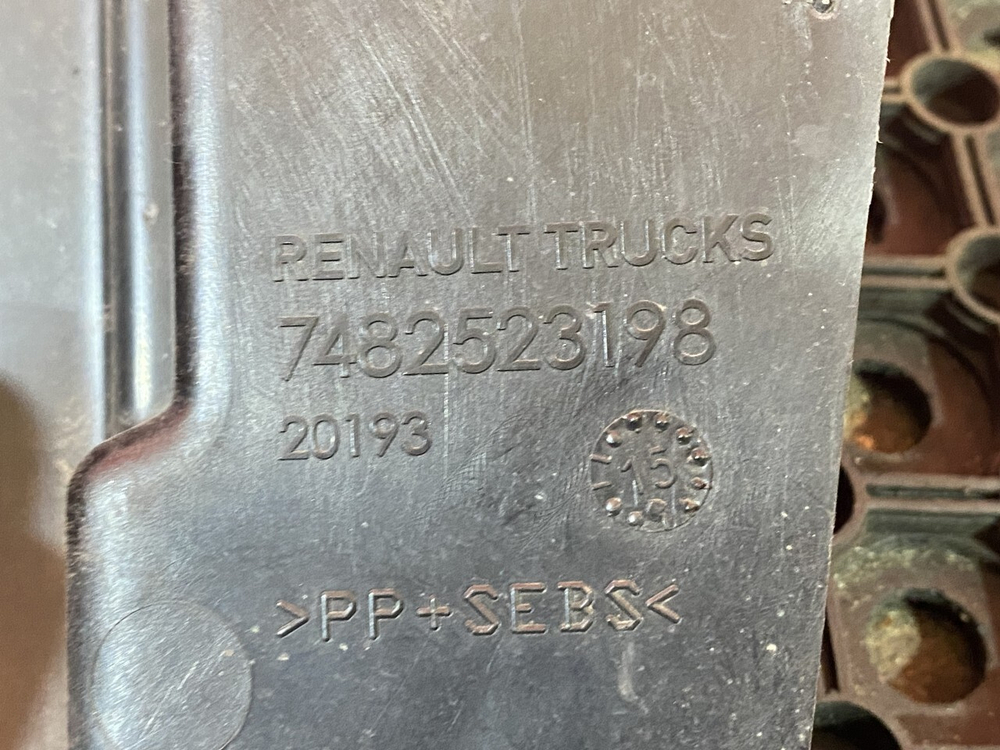 RENAULT TRUCKS
7482523198
20193
15
>PP+SEBS<